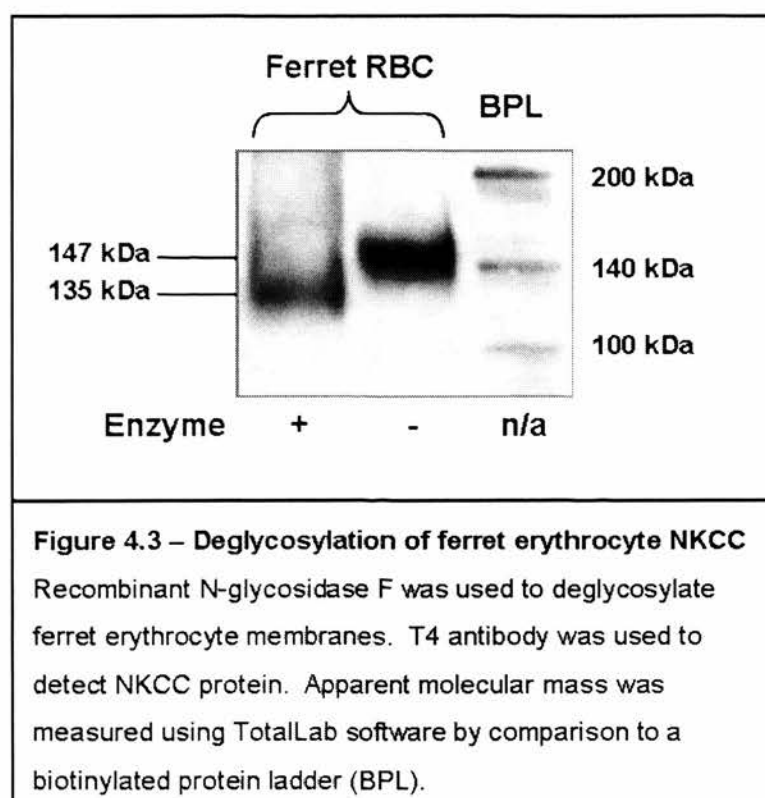 Ferret RBC
BPL
200 kDa
147 kDa
140 kDa
135 kDa
100 kDa
Enzyme + - n/a
Figure 4.3 – Deglycosylation of ferret erythrocyte NKCC
Recombinant N-glycosidase F was used to deglycosylate
ferret erythrocyte membranes. T4 antibody was used to
detect NKCC protein. Apparent molecular mass was
measured using TotalLab software by comparison to a
biotinylated protein ladder (BPL).